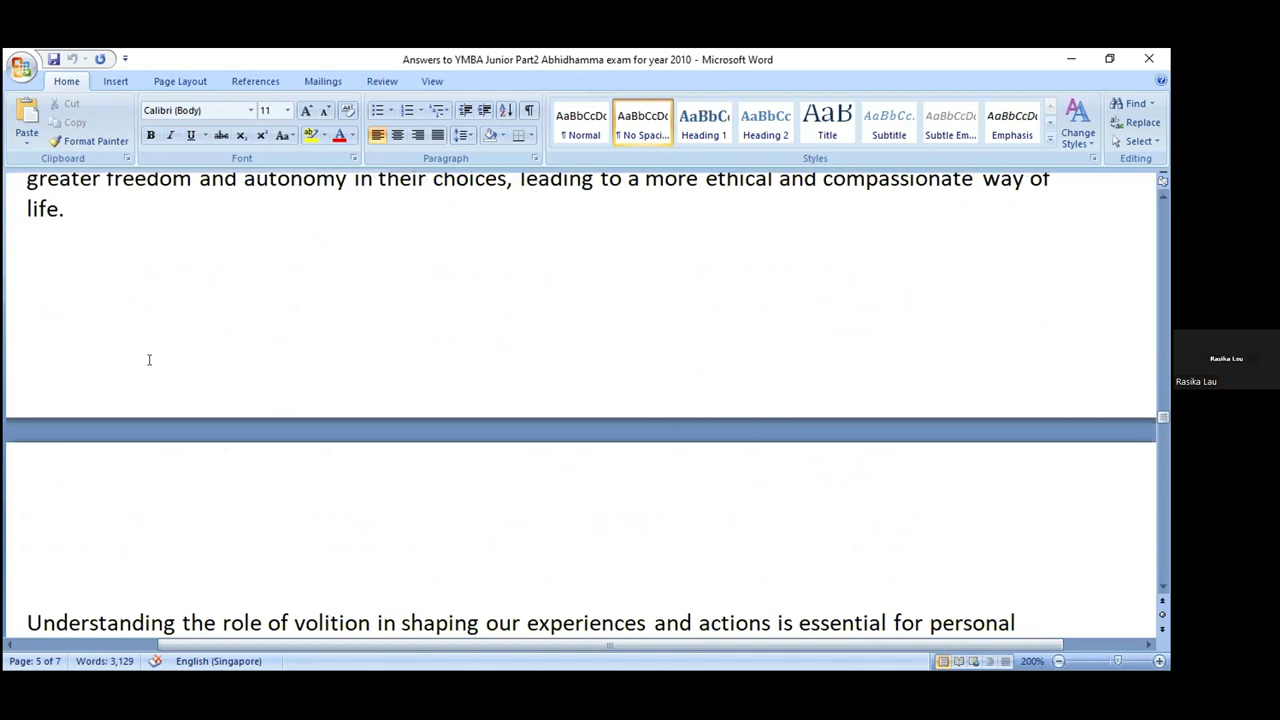 Answers to YMBA Junior Part2 Abhidhamma exam for year 2010 - Microsoft Word
Home Insert Page Layout References Mailings Review View
Paste
Cut
Copy
Format Painter
Clipboard
Calibri (Body) 11
Font
Paragraph
AaBbCcDc AaBbCcDc AaBbC AaBbCc AaB AaBbCc. AaBbCcDc AaBbCcDc
¶ Normal ¶ No Spaci... Heading 1 Heading 2 Title Subtitle Subtle Em... Emphasis
Change Styles
Styles
Find
Replace
Select
Editing
greater freedom and autonomy in their choices, leading to a more ethical and compassionate way of
life.
Rasika Lau
Rasika Lau
Understanding the role of volition in shaping our experiences and actions is essential for personal
Page: 5 of 7 Words: 3,129 English (Singapore) 200%